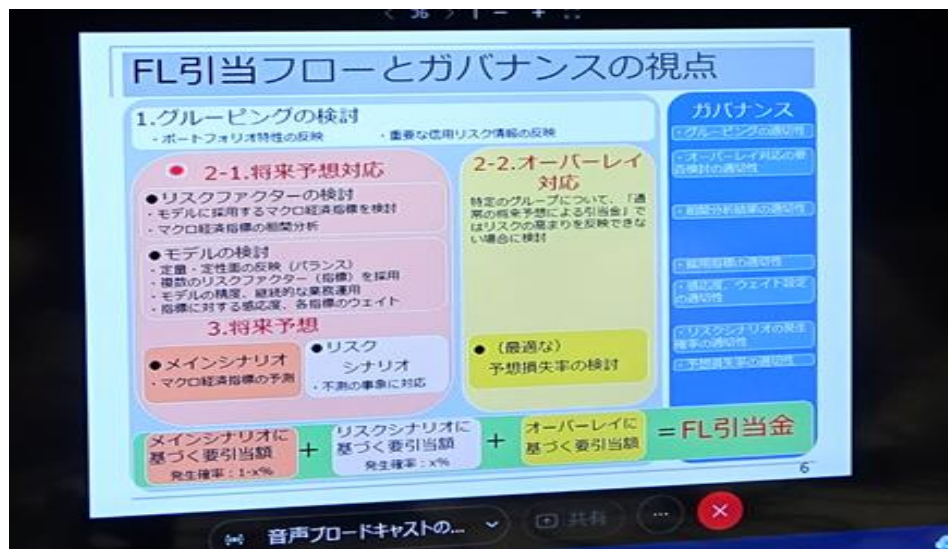 FL引当フローとガバナンスの視点
1.グルーピングの検討
・ポートフォリオ特性の反映
・重要な信用リスク情報の反映
2-1.将来予想対応
●リスクファクターの検討
・モデルに採用するマクロ経済指標を検討
・マクロ経済指標の相関分析
●モデルの検討
・定量・定性面の反映（バランス）
・複数のリスクファクター（指標）を採用
・モデルの精度、継続的な業務運用
・指標に対する感応度、各指標のウェイト
3.将来予想
●メインシナリオ
・マクロ経済指標の予測
●リスク
シナリオ
・不測の事象に対応
2-2.オーバーレイ
対応
特定のグループについて、「通
常の将来予想による引当金」で
はリスクの高まりを反映できな
い場合に検討
●（最適な）
予想損失率の検討
ガバナンス
・グルーピングの適切性
・オーバーレイ対応の要
否検討の適切性
・相関分析結果の適切性
・採用指標の適切性
・感応度、ウェイト設定
の適切性
・リスクシナリオの発生
確率の適切性
・予想損失率の適切性
メインシナリオに
基づく要引当額
発生確率：1-x%
+
リスクシナリオに
基づく要引当額
発生確率：x%
+
オーバーレイに
基づく要引当額
=FL引当金
6
音声ブロードキャストの...
共有